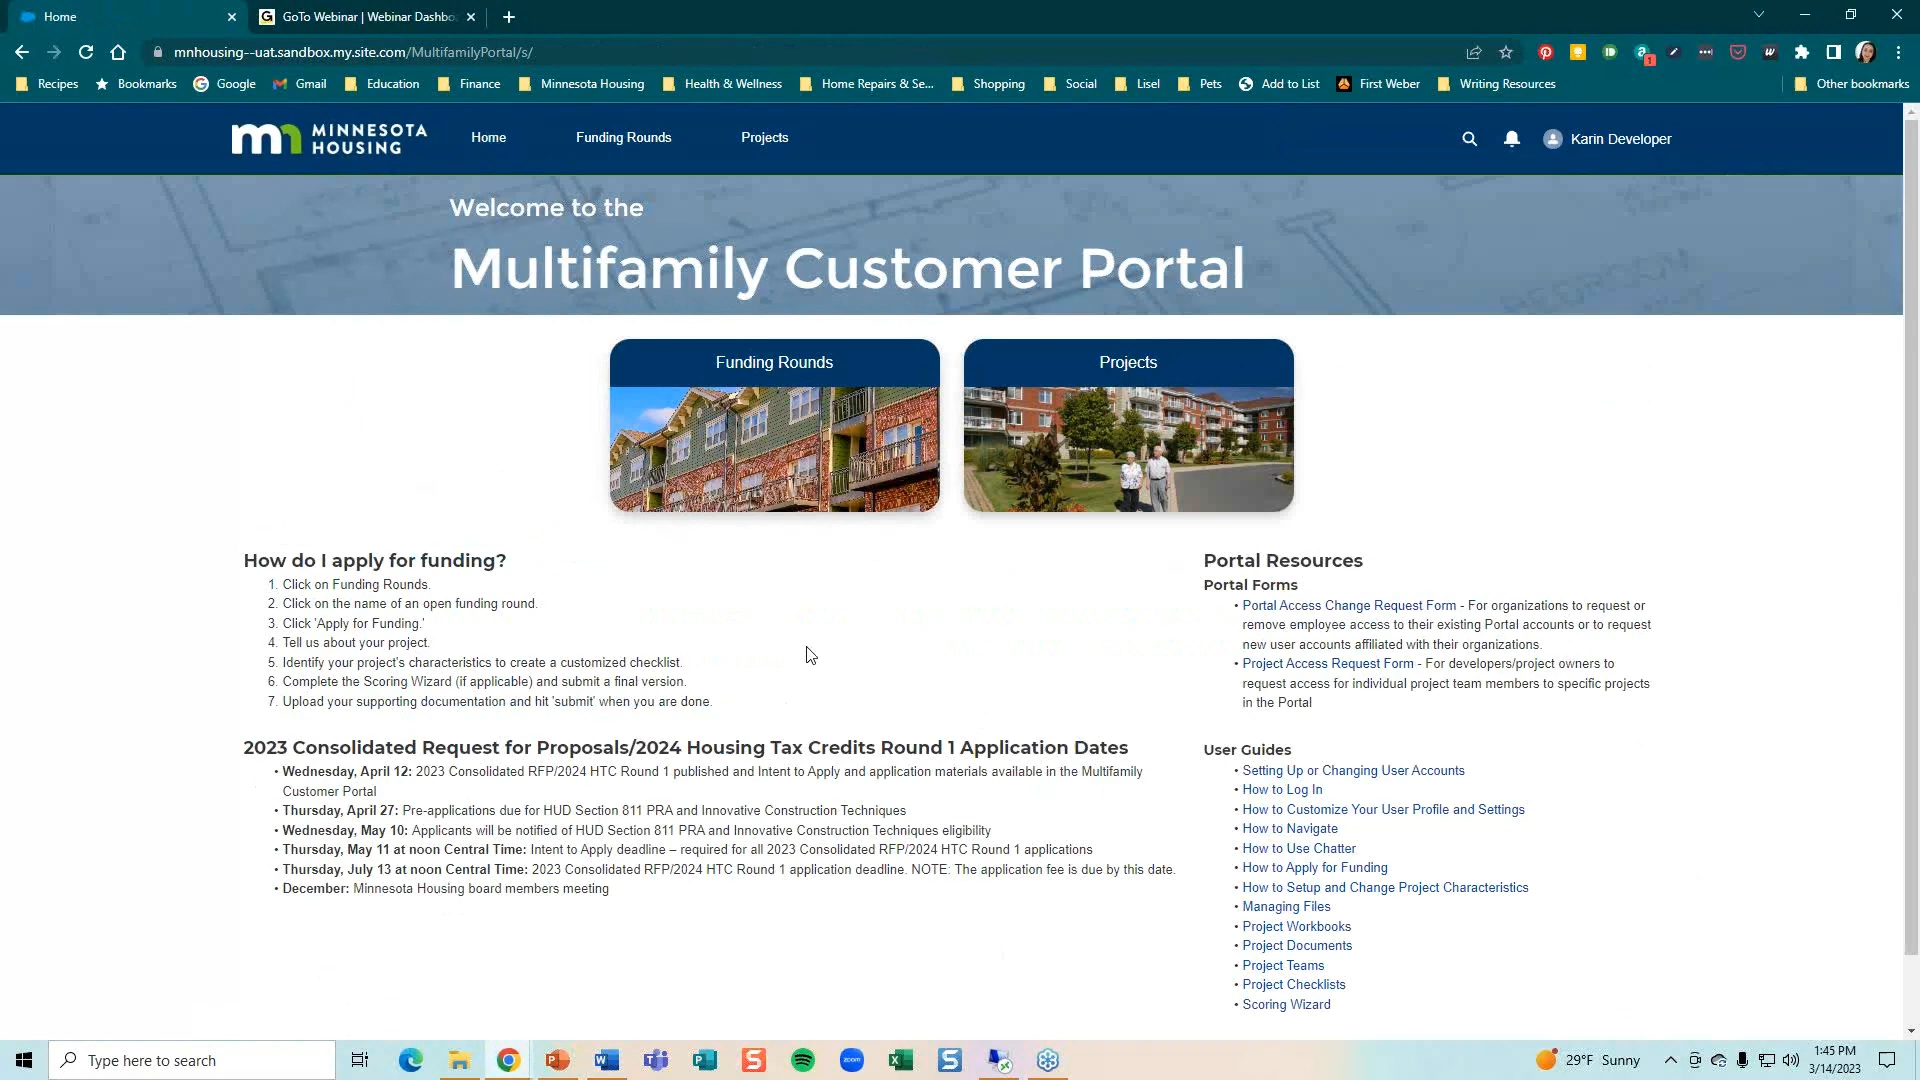 Home
GoTo Webinar | Webinar Dashbo
mnhousing--uat.sandbox.my.site.com/MultifamilyPortal/s/
1
Recipes
Bookmarks
Google
Gmail
Education
Finance
Minnesota Housing
Health & Wellness
Home Repairs & Se...
Shopping
Social
Lisel
Pets
Add to List
First Weber
Writing Resources
Other bookmarks
MINNESOTA
HOUSING
Home
Funding Rounds
Projects
Karin Developer
Welcome to the
Multifamily Customer Portal
Funding Rounds
Projects
How do I apply for funding?
1. Click on Funding Rounds.
2. Click on the name of an open funding round.
3. Click 'Apply for Funding.'
4. Tell us about your project.
5. Identify your project's characteristics to create a customized checklist.
6. Complete the Scoring Wizard (if applicable) and submit a final version.
7. Upload your supporting documentation and hit 'submit' when you are done.
2023 Consolidated Request for Proposals/2024 Housing Tax Credits Round 1 Application Dates
• Wednesday, April 12: 2023 Consolidated RFP/2024 HTC Round 1 published and Intent to Apply and application materials available in the Multifamily
Customer Portal
• Thursday, April 27: Pre-applications due for HUD Section 811 PRA and Innovative Construction Techniques
• Wednesday, May 10: Applicants will be notified of HUD Section 811 PRA and Innovative Construction Techniques eligibility
• Thursday, May 11 at noon Central Time: Intent to Apply deadline – required for all 2023 Consolidated RFP/2024 HTC Round 1 applications
• Thursday, July 13 at noon Central Time: 2023 Consolidated RFP/2024 HTC Round 1 application deadline. NOTE: The application fee is due by this date.
• December: Minnesota Housing board members meeting
Portal Resources
Portal Forms
• Portal Access Change Request Form - For organizations to request or
remove employee access to their existing Portal accounts or to request
new user accounts affiliated with their organizations.
• Project Access Request Form - For developers/project owners to
request access for individual project team members to specific projects
in the Portal
User Guides
• Setting Up or Changing User Accounts
• How to Log In
• How to Customize Your User Profile and Settings
• How to Navigate
• How to Use Chatter
• How to Apply for Funding
• How to Setup and Change Project Characteristics
• Managing Files
• Project Workbooks
• Project Documents
• Project Teams
• Project Checklists
• Scoring Wizard
Type here to search
zoom
29°F Sunny
1:45 PM
3/14/2023